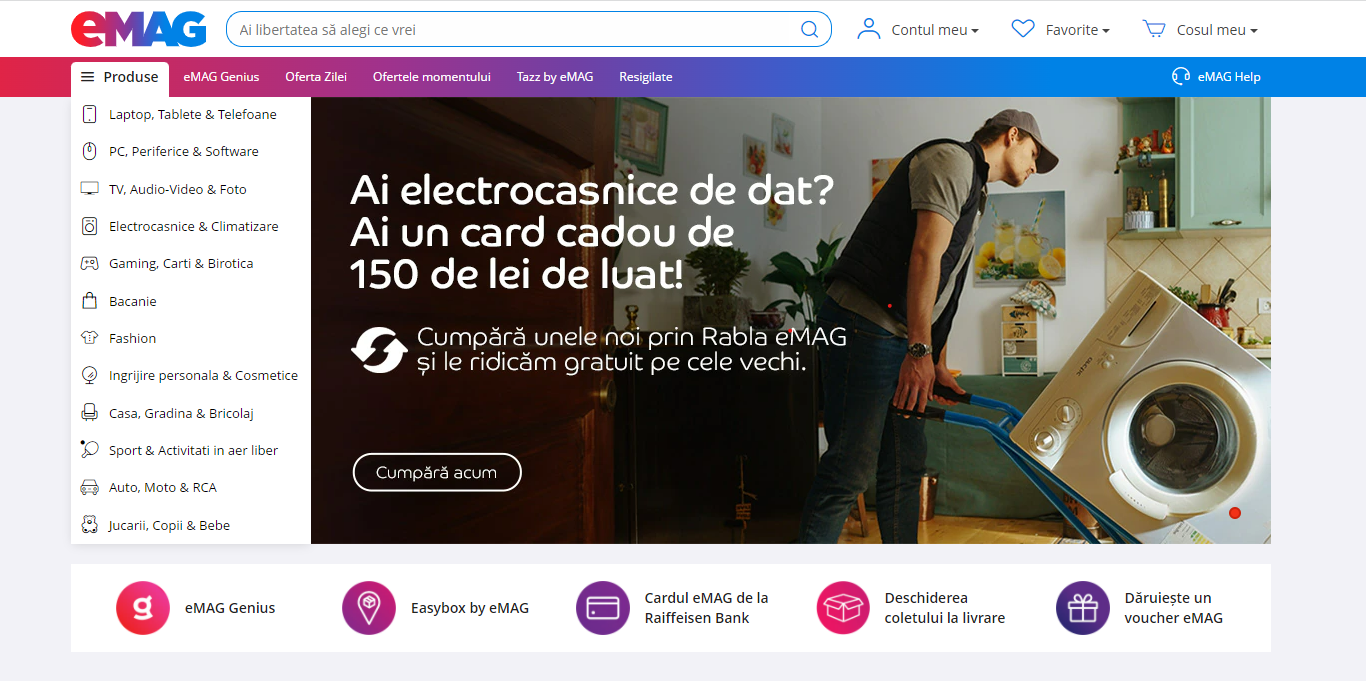 eMAG
Ai libertatea să alegi ce vrei
Contul meu
Favorite
Cosul meu
Produse
eMAG Genius
Oferta Zilei
Ofertele momentului
Tazz by eMAG
Resigilate
eMAG Help
Laptop, Tablete & Telefoane
PC, Periferice & Software
TV, Audio-Video & Foto
Electrocasnice & Climatizare
Gaming, Carti & Birotica
Bacanie
Fashion
Ingrijire personala & Cosmetice
Casa, Gradina & Bricolaj
Sport & Activitati in aer liber
Auto, Moto & RCA
Jucarii, Copii & Bebe
Ai electrocasnice de dat?
Ai un card cadou de
150 de lei de luat!
Cumpără unele noi prin Rabla eMAG
și le ridicăm gratuit pe cele vechi.
Cumpără acum
g
eMAG Genius
Easybox by eMAG
Cardul eMAG de la
Raiffeisen Bank
Deschiderea
coletului la livrare
Dăruiește un
voucher eMAG